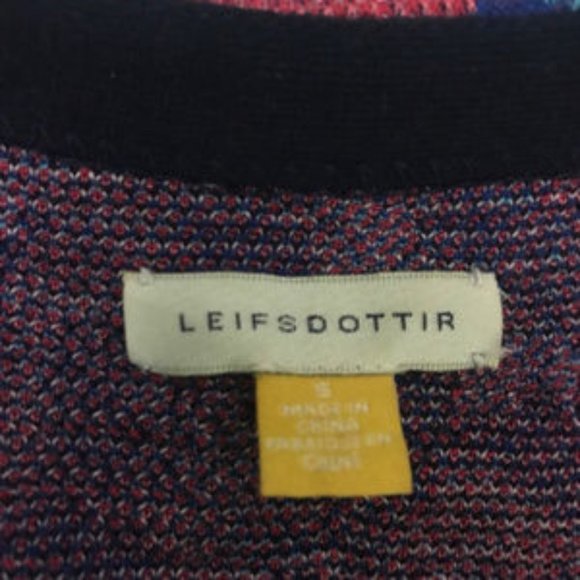 LEIFSDOTTIR
S
MADE IN
CHINA
FABRIQUE EN
CHINE